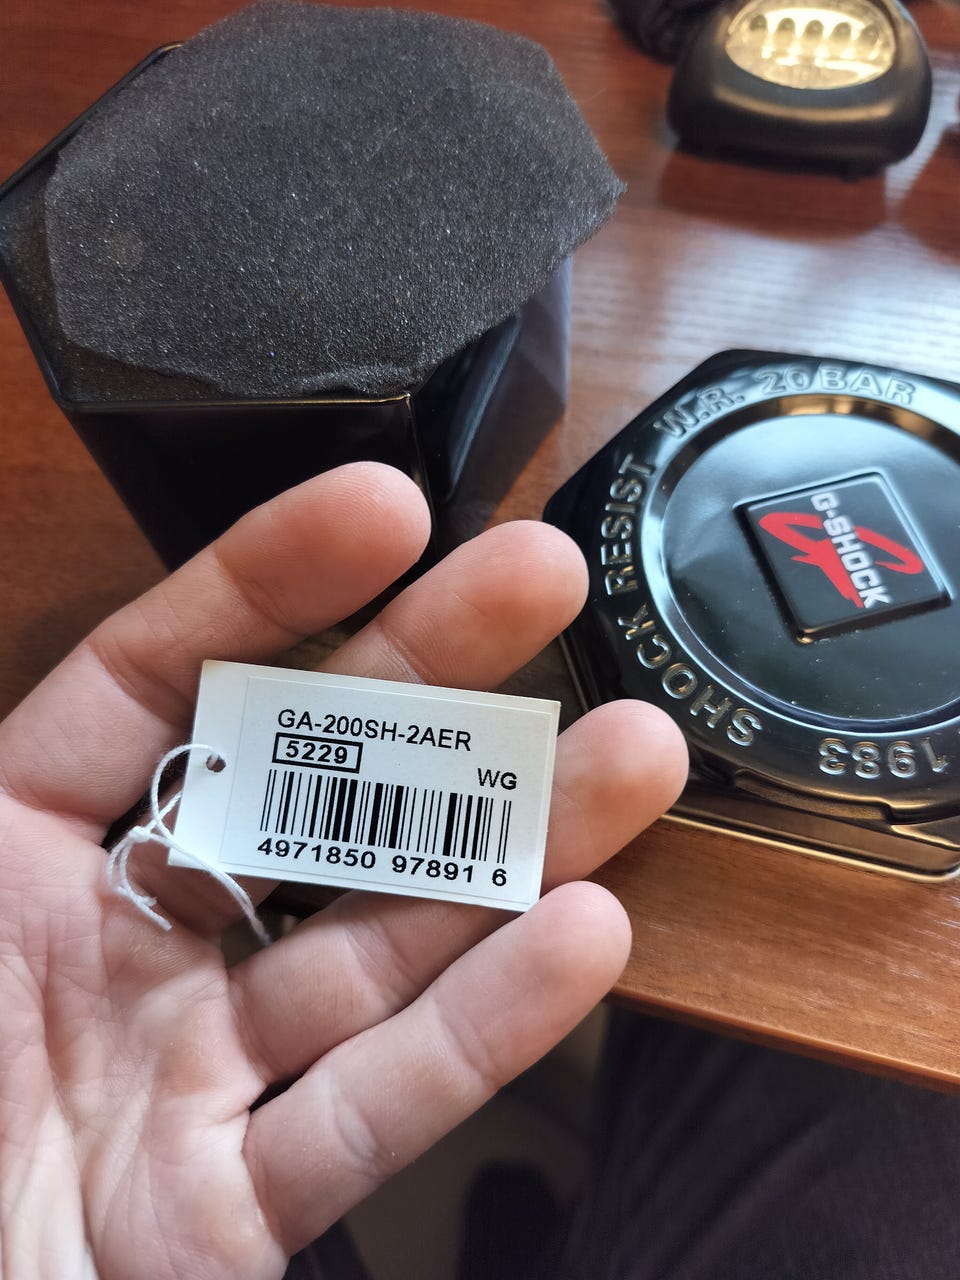 W.R. 20BAR
SHOCK RESIST
G-SHOCK
1983
GA-200SH-2AER
5229
WG
4971850 97891 6